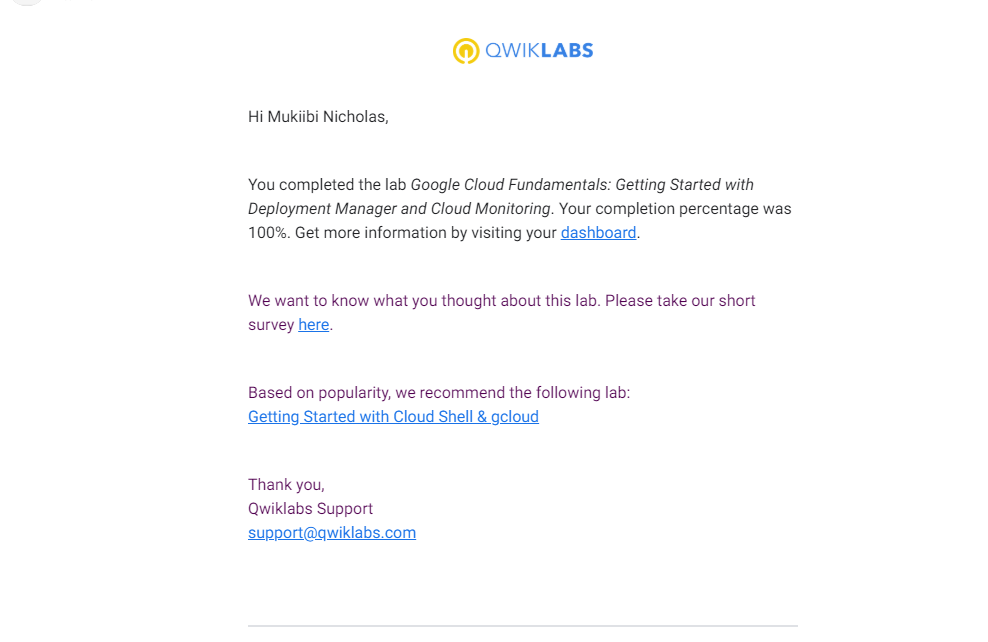 QWIKLABS
Hi Mukiibi Nicholas,
You completed the lab Google Cloud Fundamentals: Getting Started with
Deployment Manager and Cloud Monitoring. Your completion percentage was
100%. Get more information by visiting your dashboard.
We want to know what you thought about this lab. Please take our short
survey here.
Based on popularity, we recommend the following lab:
Getting Started with Cloud Shell & gcloud
Thank you,
Qwiklabs Support
support@qwiklabs.com